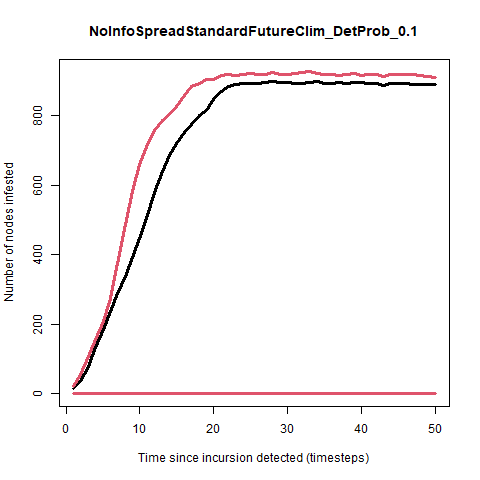 NoInfoSpreadStandardFutureClim_DetProb_0.1
Number of nodes infested
800
600
400
200
0
0 10 20 30 40 50
Time since incursion detected (timesteps)